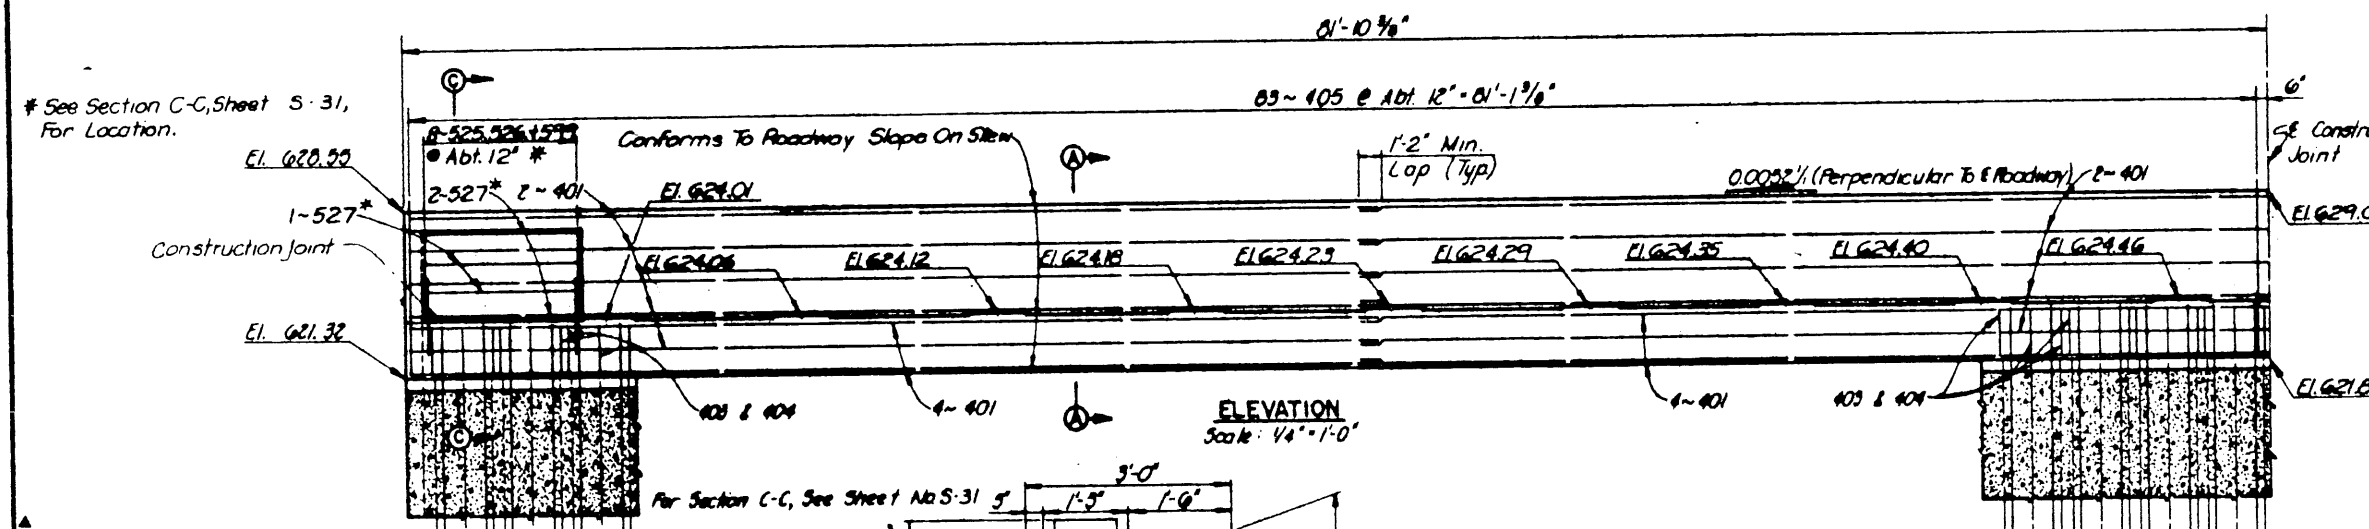 81'-10 3/8"
C
83~405 @ Abt. 12" = 81'-1 3/8"
6"
* See Section C-C, Sheet S-31,
For Location.
8-525,526 & 599
@ Abt. 12" *
Conforms To Roadway Slope On Skew
A
1'-2" Min.
Lap (Typ.)
℄ Constru
Joint
El. 628.55
2-527* 2~401
El. 624.01
(Perpendicular To ℄ Roadway)
2~401
1~527*
El. 629.0
Construction Joint
El. 624.06
El. 624.12
El. 624.18
El. 624.23
El. 624.29
El. 624.35
El. 624.40
El. 624.46
El. 621.32
El. 621.8
403 & 404
4~401
A
ELEVATION
4~401
403 & 404
Scale: 1/4" = 1'-0"
C
3'-0"
For Section C-C, See Sheet No. S-31
5" 1'-3" 1'-6"